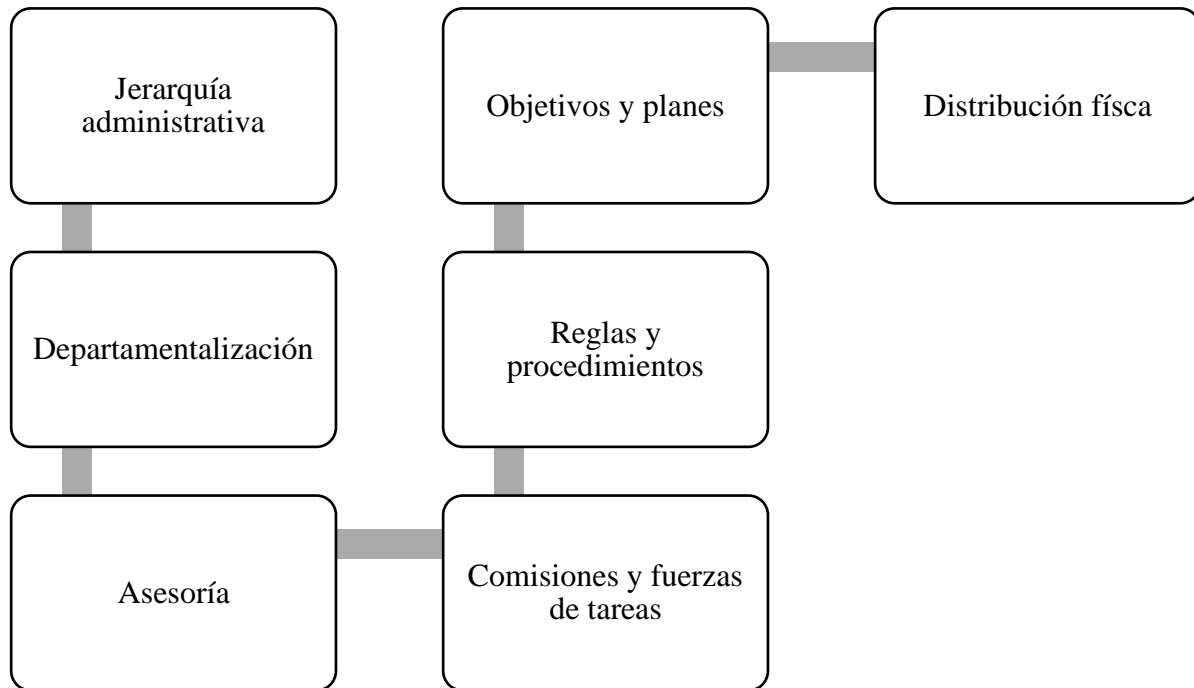 Jerarquía
administrativa
Departamentalización
Asesoría
Comisiones y fuerzas
de tareas
Reglas y
procedimientos
Objetivos y planes
Distribución físca